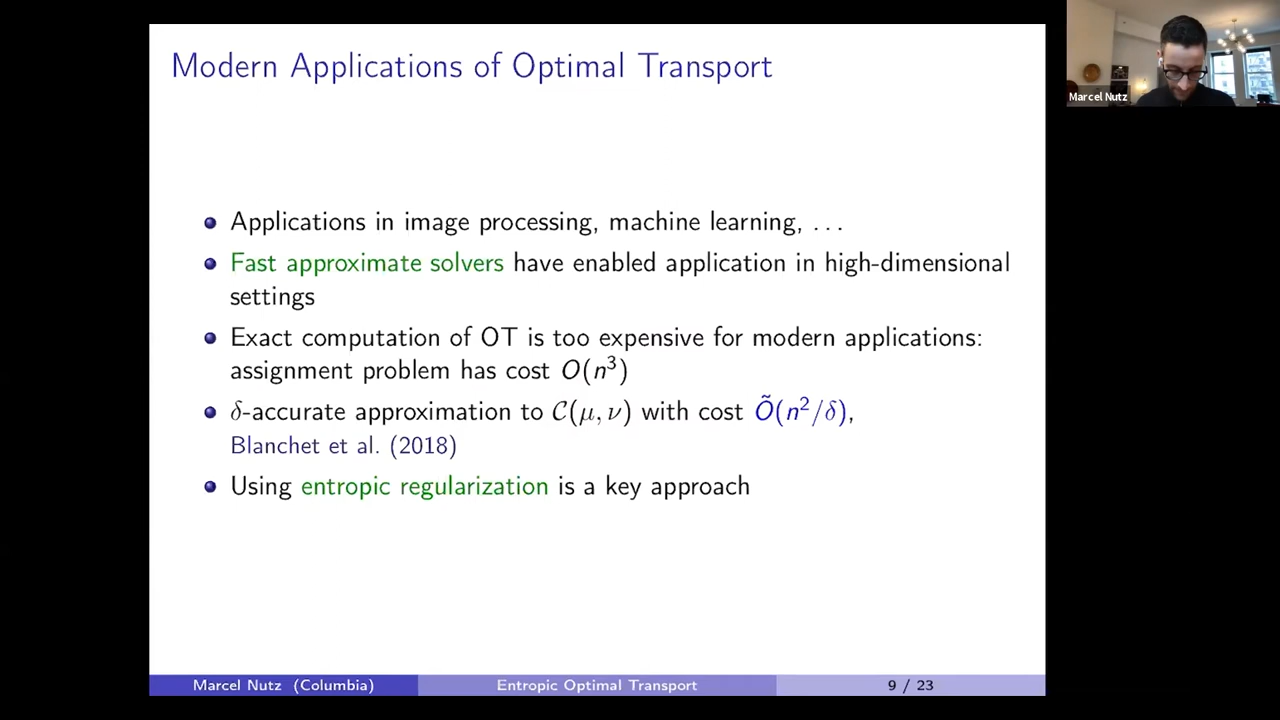 Modern Applications of Optimal Transport
Marcel Nutz
Applications in image processing, machine learning, . . .
Fast approximate solvers have enabled application in high-dimensional
settings
Exact computation of OT is too expensive for modern applications:
assignment problem has cost O(n³)
δ-accurate approximation to 𝒞(μ, ν) with cost Õ(n²/δ),
Blanchet et al. (2018)
Using entropic regularization is a key approach
Marcel Nutz (Columbia)
Entropic Optimal Transport
9 / 23